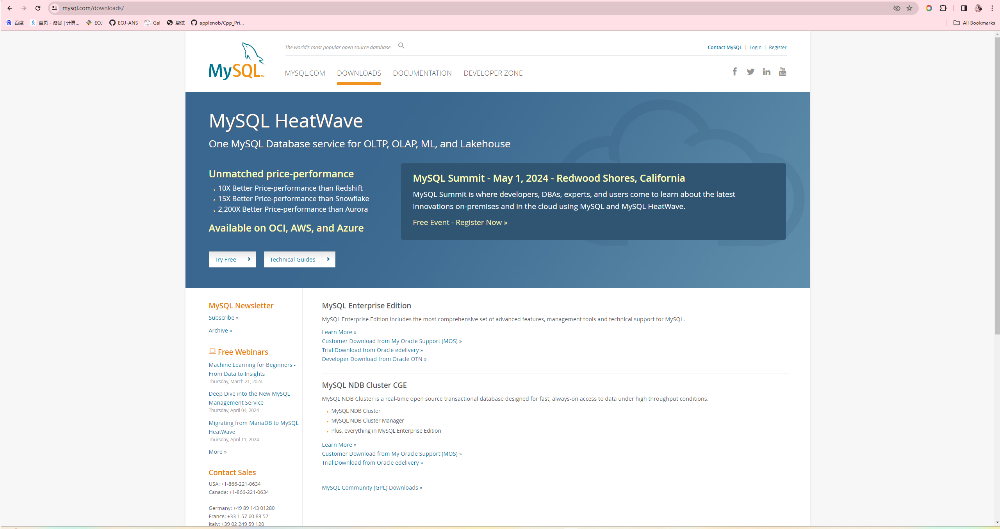 mysql.com/downloads/
百度 首页 - 洛谷 | 计算... EOJ EOJ-ANS Gal 复试 applenob/Cpp_Pri... All Bookmarks
MySQL TM
The world's most popular open source database
Contact MySQL | Login | Register
MYSQL.COM DOWNLOADS DOCUMENTATION DEVELOPER ZONE
You Tube
MySQL HeatWave
One MySQL Database service for OLTP, OLAP, ML, and Lakehouse
Unmatched price-performance
10X Better Price-performance than Redshift
15X Better Price-performance than Snowflake
2,200X Better Price-performance than Aurora
Available on OCI, AWS, and Azure
MySQL Summit - May 1, 2024 - Redwood Shores, California
MySQL Summit is where developers, DBAs, experts, and users come to learn about the latest
innovations on-premises and in the cloud using MySQL and MySQL HeatWave.
Free Event - Register Now »
Try Free
Technical Guides
MySQL Newsletter
Subscribe »
Archive »
Free Webinars
Machine Learning for Beginners -
From Data to Insights
Thursday, March 21, 2024
Deep Dive into the New MySQL
Management Service
Thursday, April 04, 2024
Migrating from MariaDB to MySQL
HeatWave
Thursday, April 11, 2024
More »
Contact Sales
USA: +1-866-221-0634
Canada: +1-866-221-0634
Germany: +49 89 143 01280
France: +33 1 57 60 83 57
Italy: +39 02 249 59 120
MySQL Enterprise Edition
MySQL Enterprise Edition includes the most comprehensive set of advanced features, management tools and technical support for MySQL.
Learn More »
Customer Download from My Oracle Support (MOS) »
Trial Download from Oracle edelivery »
Developer Download from Oracle OTN »
MySQL NDB Cluster CGE
MySQL NDB Cluster is a real-time open source transactional database designed for fast, always-on access to data under high throughput conditions.
MySQL NDB Cluster
MySQL NDB Cluster Manager
Plus, everything in MySQL Enterprise Edition
Learn More »
Customer Download from My Oracle Support (MOS) »
Trial Download from Oracle edelivery »
MySQL Community (GPL) Downloads »